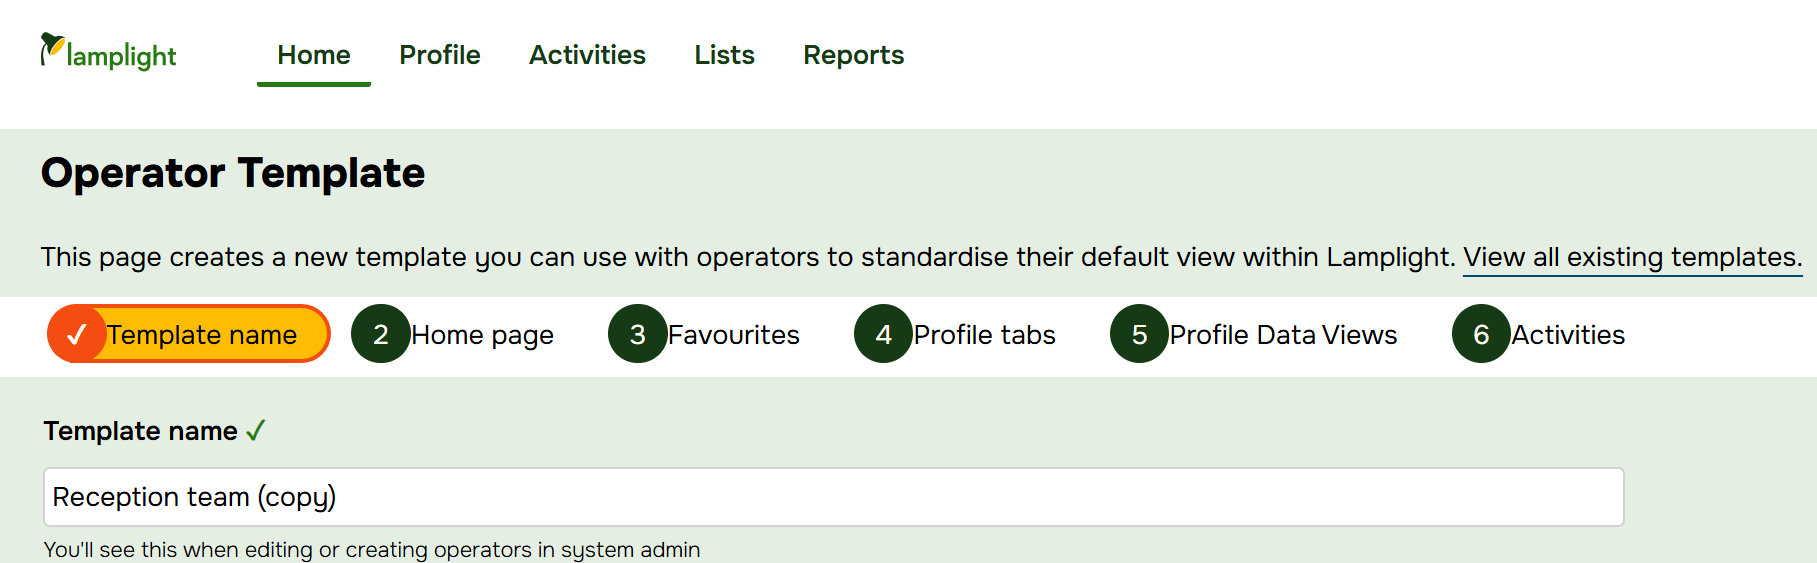 lamplight Home Profile Activities Lists Reports
Operator Template
This page creates a new template you can use with operators to standardise their default view within Lamplight. View all existing templates.
✓ Template name 2 Home page 3 Favourites 4 Profile tabs 5 Profile Data Views 6 Activities
Template name ✓
Reception team (copy)
You'll see this when editing or creating operators in system admin